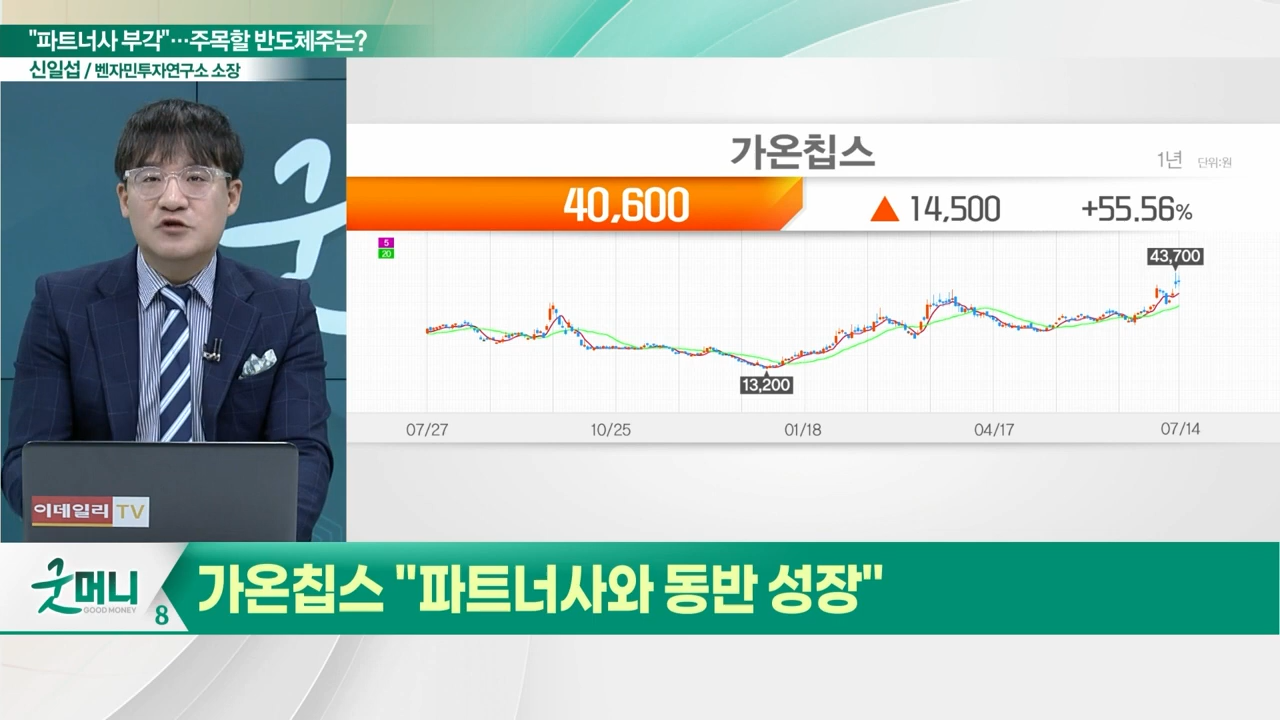 "파트너사 부각"…주목할 반도체주는?
신일섭 / 벤자민투자연구소 소장
가온칩스
1년 단위:원
40,600 ▲ 14,500 +55.56%
5
20
43,700
13,200
07/27 10/25 01/18 04/17 07/14
이데일리 TV
굿머니
GOOD MONEY
8
가온칩스 "파트너사와 동반 성장"